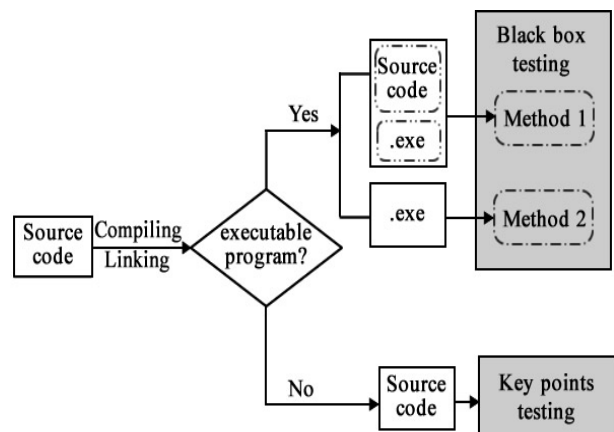 Black box
testing
Source
code
Yes
Method 1
.exe
.exe
Method 2
Source
code
Compiling
Linking
executable
program?
No
Source
code
Key points
testing